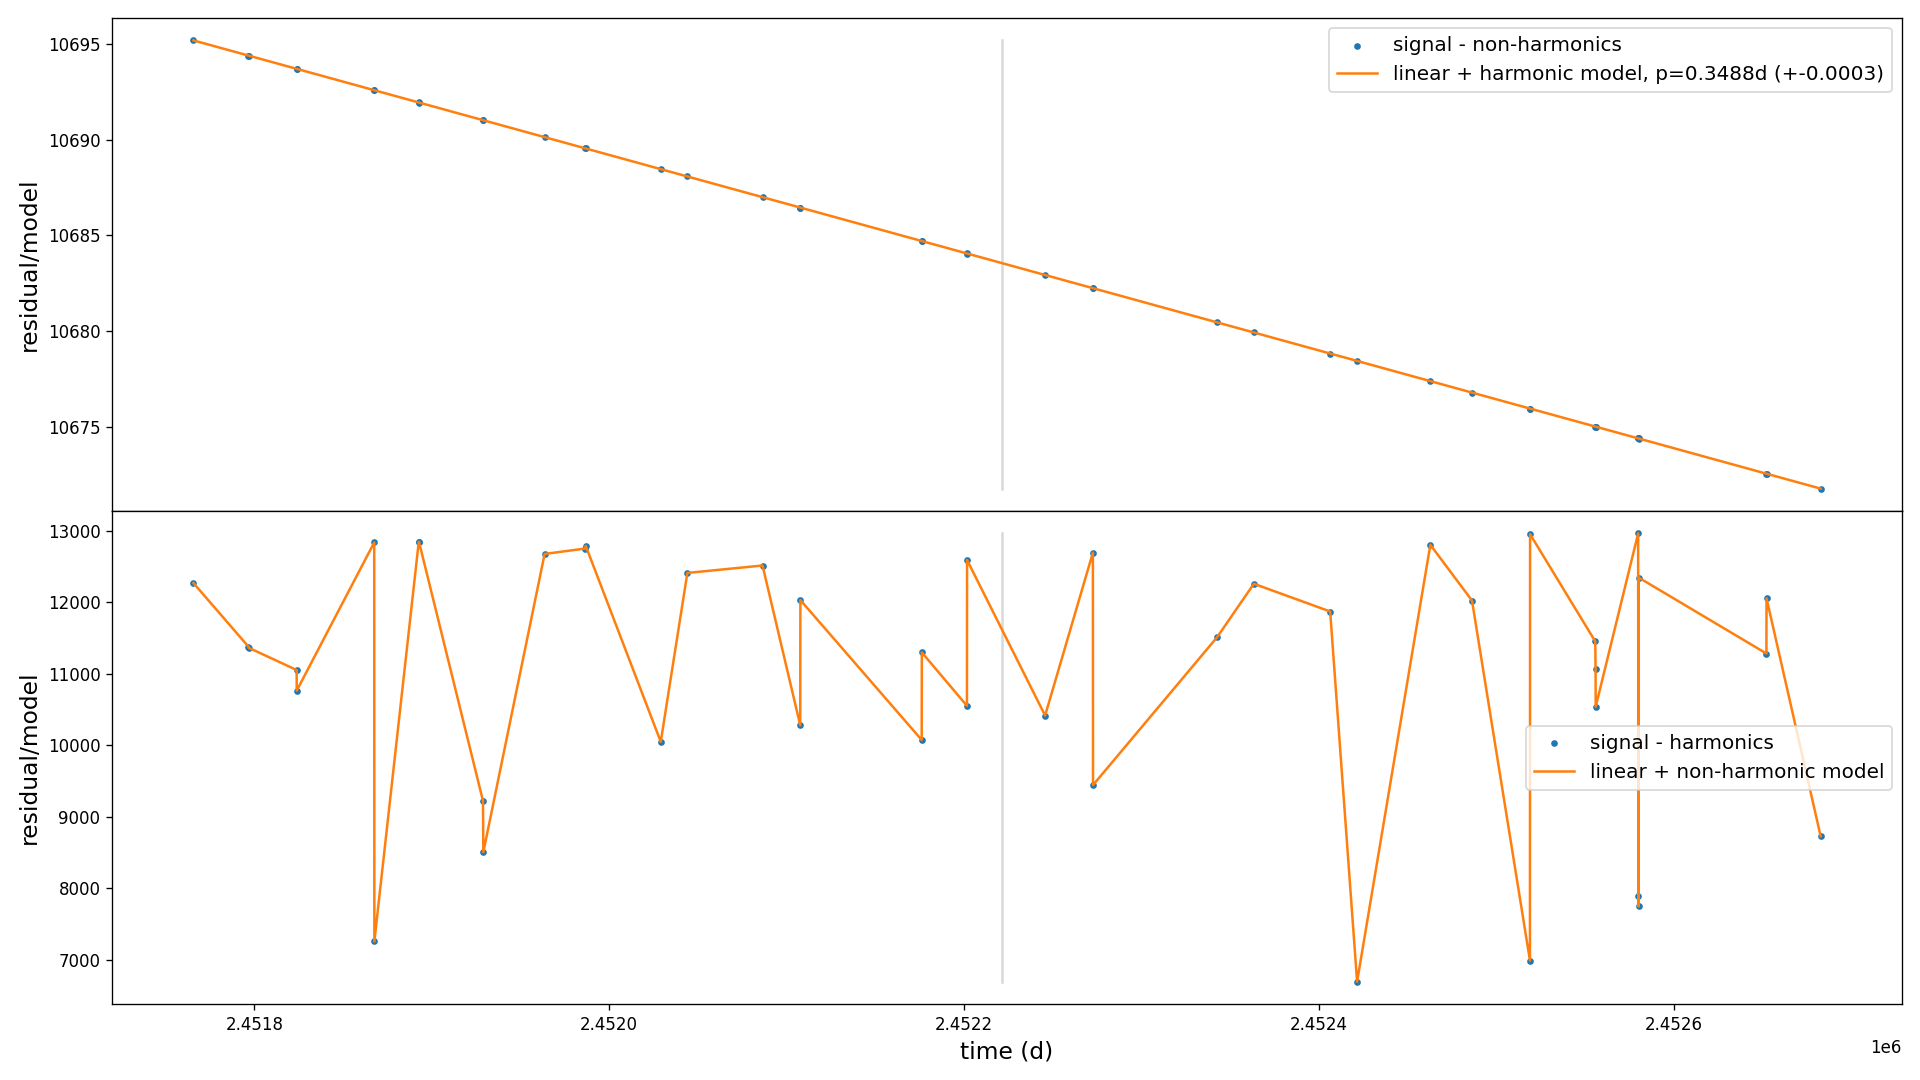 signal - non-harmonics
linear + harmonic model, p=0.3488d (+-0.0003)
residual/model
10695
10690
10685
10680
10675
signal - harmonics
linear + non-harmonic model
residual/model
13000
12000
11000
10000
9000
8000
7000
2.4518
2.4520
2.4522
2.4524
2.4526
1e6
time (d)